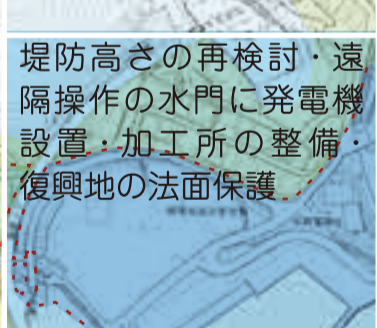 堤防高さの再検討・遠
隔操作の水門に発電機
設置・加工所の整備・
復興地の法面保護